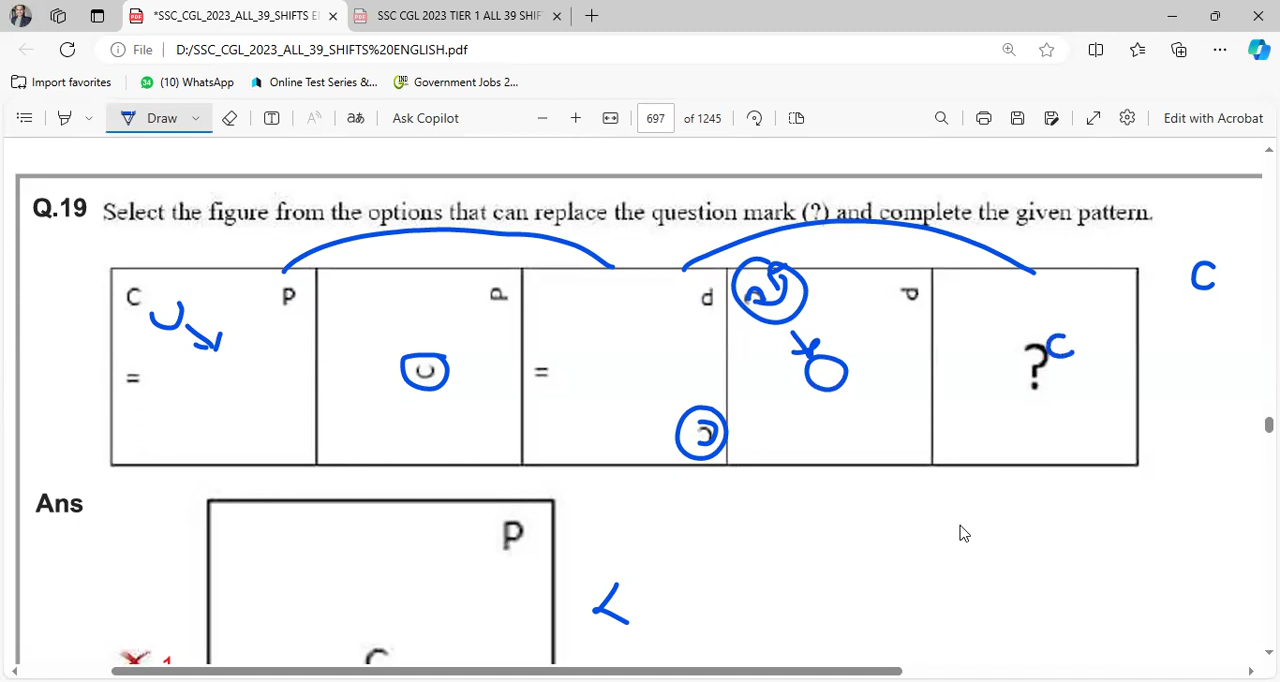 *SSC_CGL_2023_ALL_39_SHIFTS E
SSC CGL 2023 TIER 1 ALL 39 SHIF
File
D:/SSC_CGL_2023_ALL_39_SHIFTS%20ENGLISH.pdf
Import favorites
34
(10) WhatsApp
Online Test Series &...
Government Jobs 2...
Draw
Ask Copilot
697 of 1245
Edit with Acrobat
Q.19 Select the figure from the options that can replace the question mark (?) and complete the given pattern.
C P
=
=
?
C
C
Ans
P
C
1